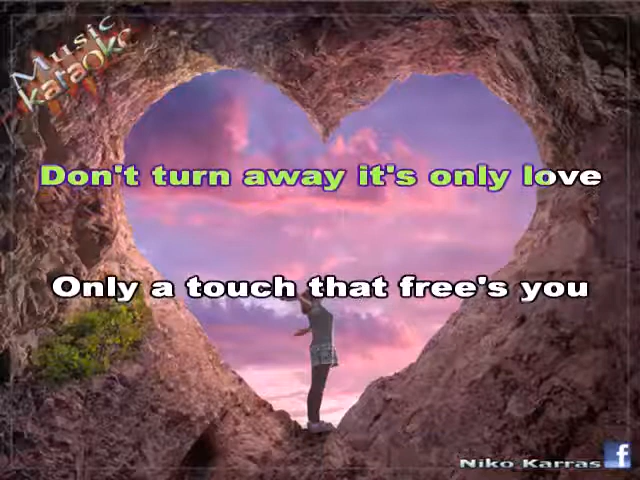 Music
karaoke
Don't turn away it's only love
Only a touch that free's you
Niko Karras f